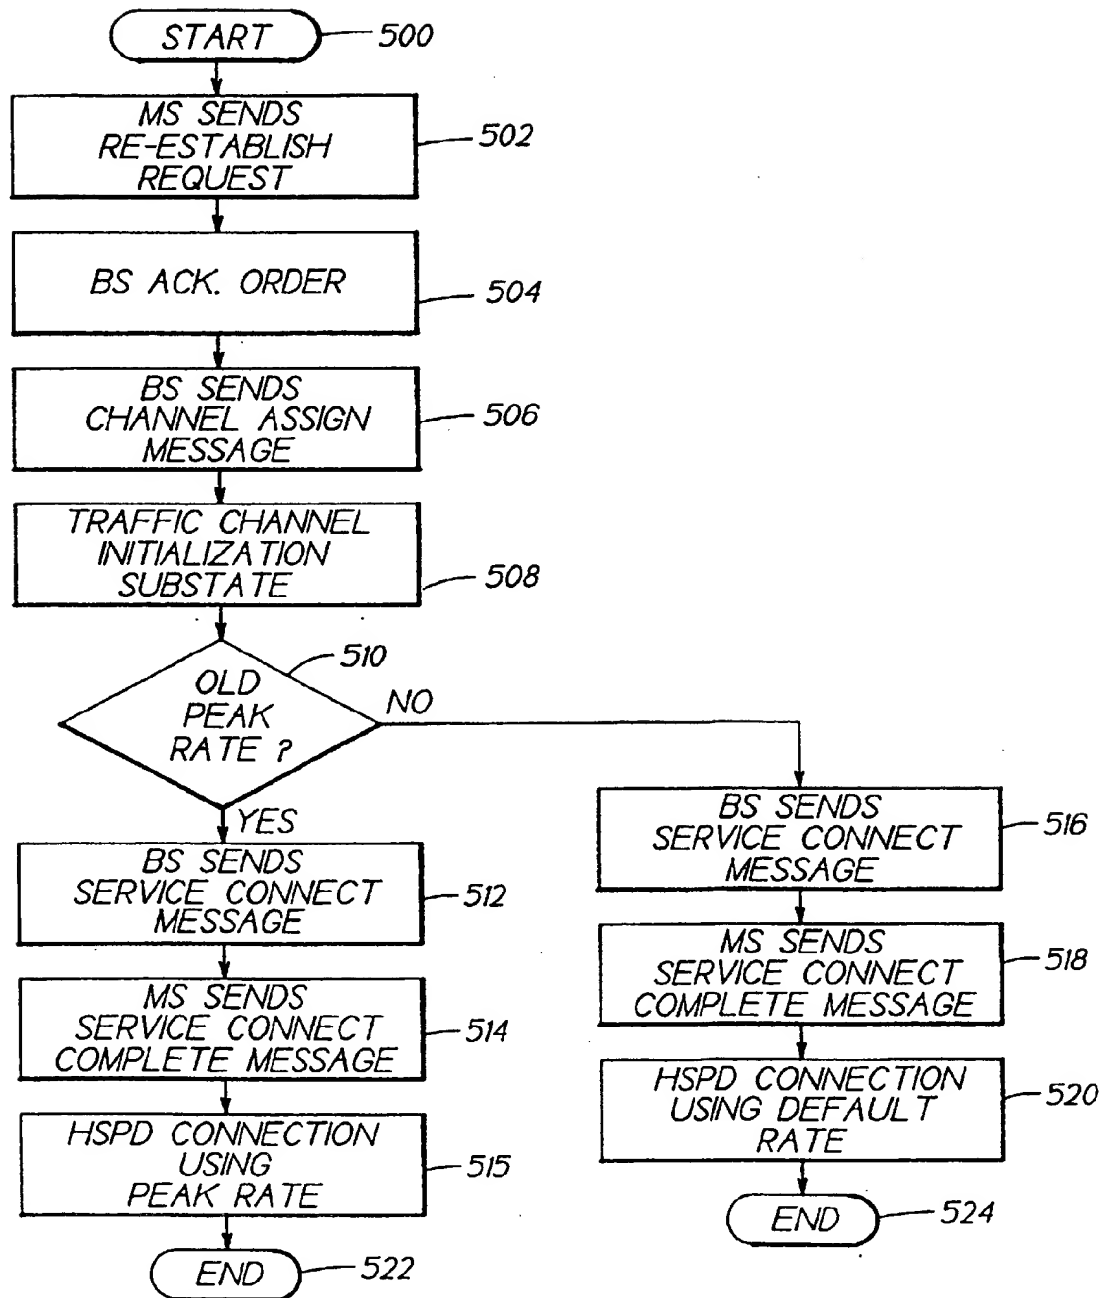 START
500
MS SENDS
RE-ESTABLISH
REQUEST
502
BS ACK. ORDER
504
BS SENDS
CHANNEL ASSIGN
MESSAGE
506
TRAFFIC CHANNEL
INITIALIZATION
SUBSTATE
508
OLD
PEAK
RATE ?
510
NO
YES
BS SENDS
SERVICE CONNECT
MESSAGE
512
MS SENDS
SERVICE CONNECT
COMPLETE MESSAGE
514
HSPD CONNECTION
USING
PEAK RATE
515
END
522
BS SENDS
SERVICE CONNECT
MESSAGE
516
MS SENDS
SERVICE CONNECT
COMPLETE MESSAGE
518
HSPD CONNECTION
USING DEFAULT
RATE
520
END
524